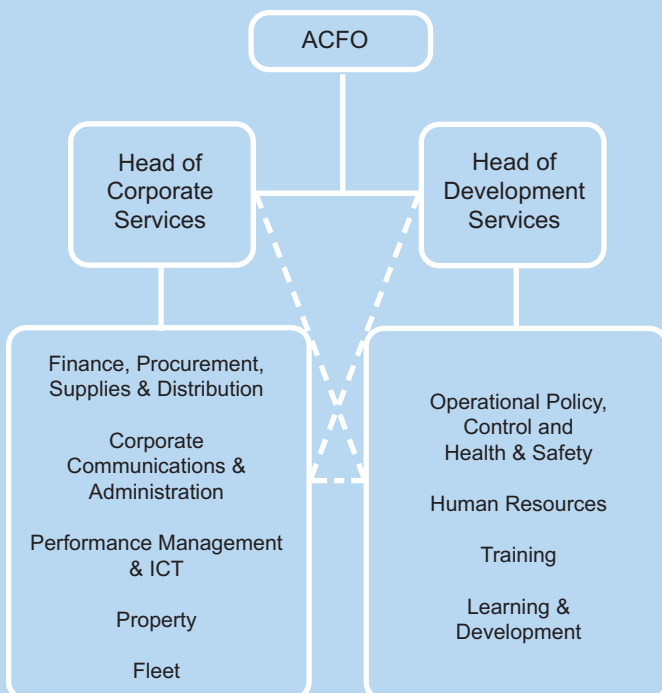 ACFO
Head of
Corporate
Services
Head of
Development
Services
Finance, Procurement,
Supplies & Distribution
Corporate
Communications &
Administration
Performance Management
& ICT
Property
Fleet
Operational Policy,
Control and
Health & Safety
Human Resources
Training
Learning &
Development